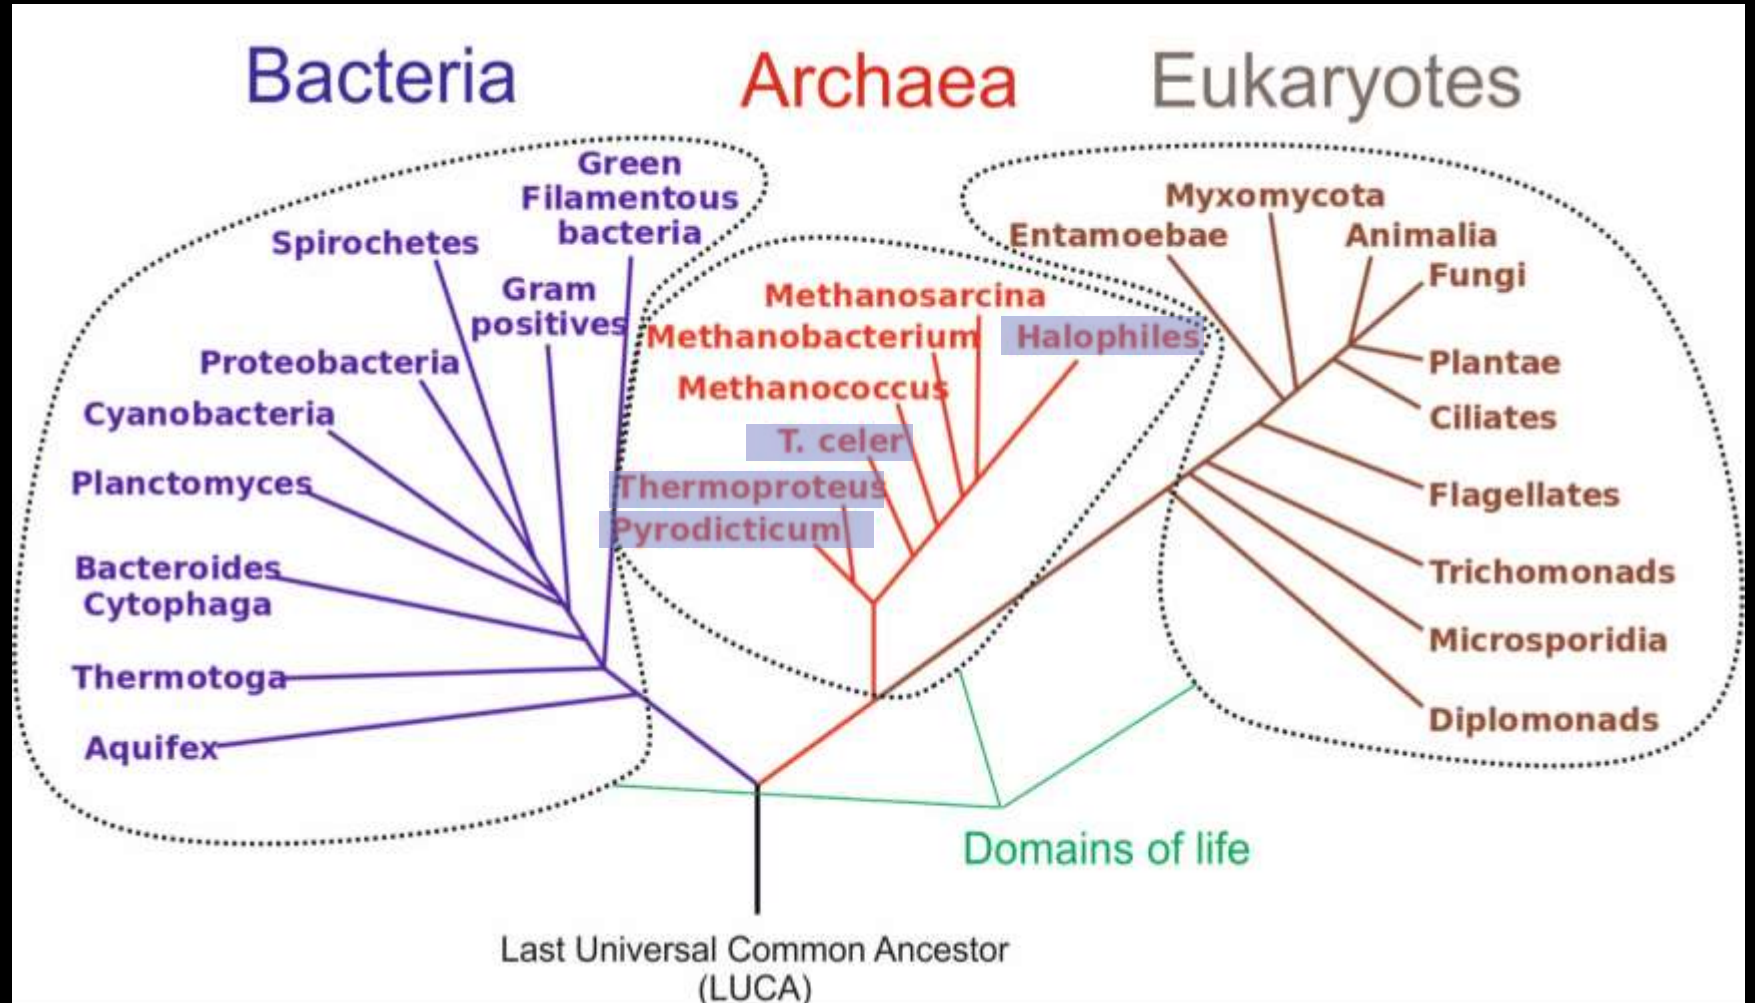 Bacteria
Archaea
Eukaryotes
Green
Filamentous
bacteria
Spirochetes
Gram
positives
Proteobacteria
Cyanobacteria
Planctomyces
Bacteroides
Cytophaga
Thermotoga
Aquifex
Methanosarcina
Methanobacterium
Halophiles
Methanococcus
T. celer
Thermoproteus
Pyrodicticum
Myxomycota
Entamoebae
Animalia
Fungi
Plantae
Ciliates
Flagellates
Trichomonads
Microsporidia
Diplomonads
Domains of life
Last Universal Common Ancestor
(LUCA)